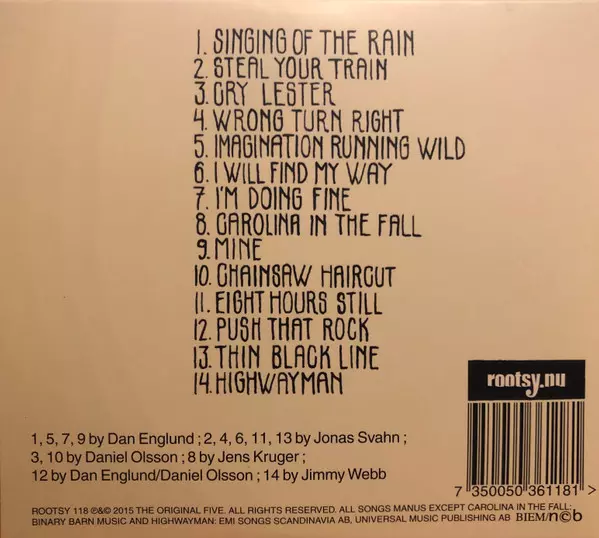 1. SINGING OF THE RAIN
2. STEAL YOUR TRAIN
3. CRY LESTER
4. WRONG TURN RIGHT
5. IMAGINATION RUNNING WILD
6. I WILL FIND MY WAY
7. I'M DOING FINE
8. CAROLINA IN THE FALL
9. MINE
10. CHAINSAW HAIRCUT
11. EIGHT HOURS STILL
12. PUSH THAT ROCK
13. THIN BLACK LINE
14. HIGHWAYMAN
rootsy.nu
1, 5, 7, 9 by Dan Englund ; 2, 4, 6, 11, 13 by Jonas Svahn ;
3, 10 by Daniel Olsson ; 8 by Jens Kruger ;
12 by Dan Englund/Daniel Olsson ; 14 by Jimmy Webb
7 350050 361181 >
ROOTSY 118 ℗&© 2015 THE ORIGINAL FIVE. ALL RIGHTS RESERVED. ALL SONGS MANUS EXCEPT CAROLINA IN THE FALL:
BINARY BARN MUSIC AND HIGHWAYMAN: EMI SONGS SCANDINAVIA AB, UNIVERSAL MUSIC PUBLISHING AB BIEM/n©b